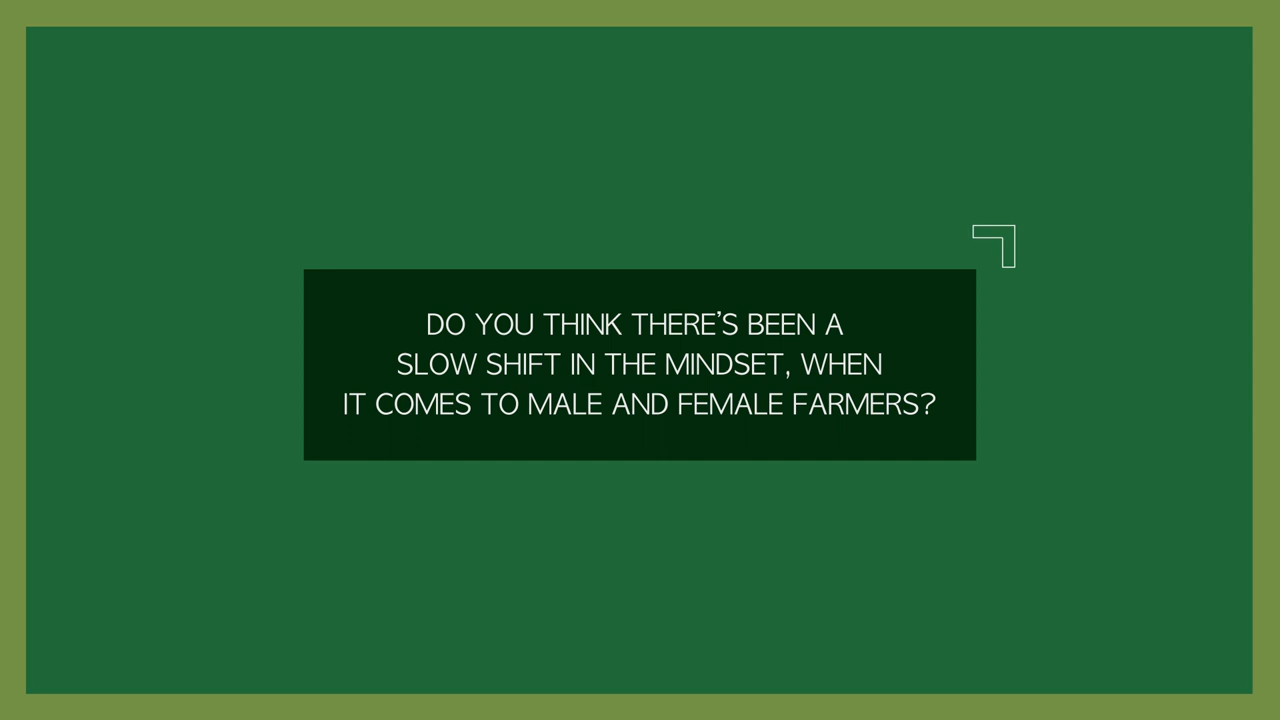 DO YOU THINK THERE’S BEEN A
SLOW SHIFT IN THE MINDSET, WHEN
IT COMES TO MALE AND FEMALE FARMERS?